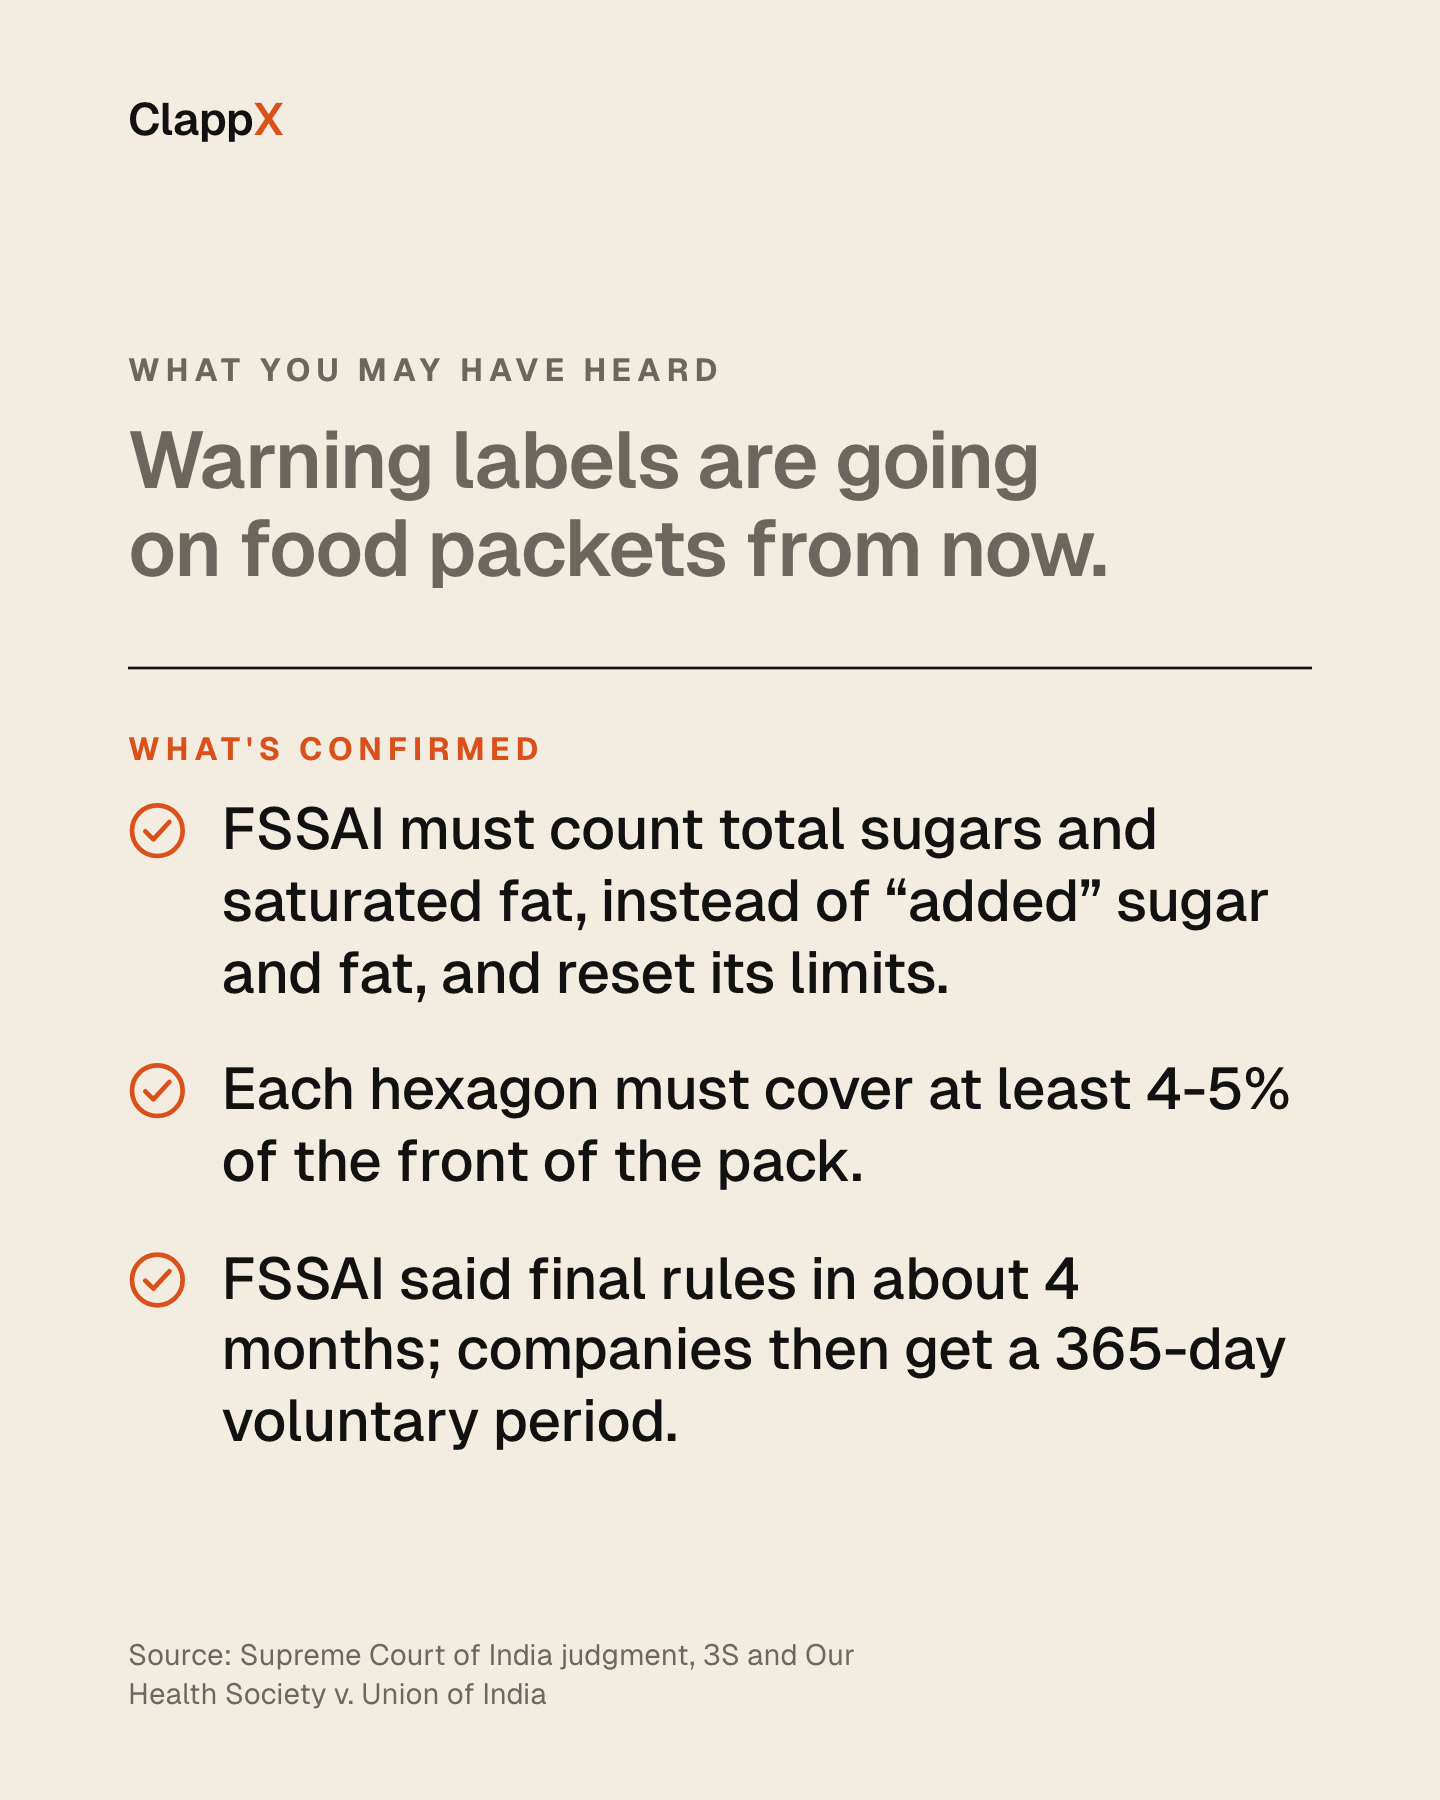 ClappX
WHAT YOU MAY HAVE HEARD
Warning labels are going
on food packets from now.
WHAT'S CONFIRMED
FSSAI must count total sugars and
saturated fat, instead of “added” sugar
and fat, and reset its limits.
Each hexagon must cover at least 4-5%
of the front of the pack.
FSSAI said final rules in about 4
months; companies then get a 365-day
voluntary period.
Source: Supreme Court of India judgment, 3S and Our
Health Society v. Union of India